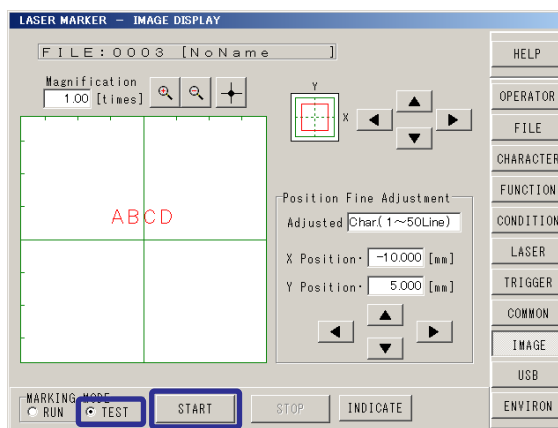 LASER MARKER － IMAGE DISPLAY
FILE:0003 [NoName ]
Magnification
1.00 [times]
Y
X
ABCD
Position Fine Adjustment
Adjusted Char.(1～50Line)
X Position･ -10.000 [mm]
Y Position･ 5.000 [mm]
MARKING MODE
RUN TEST START STOP INDICATE
HELP
OPERATOR
FILE
CHARACTER
FUNCTION
CONDITION
LASER
TRIGGER
COMMON
IMAGE
USB
ENVIRON